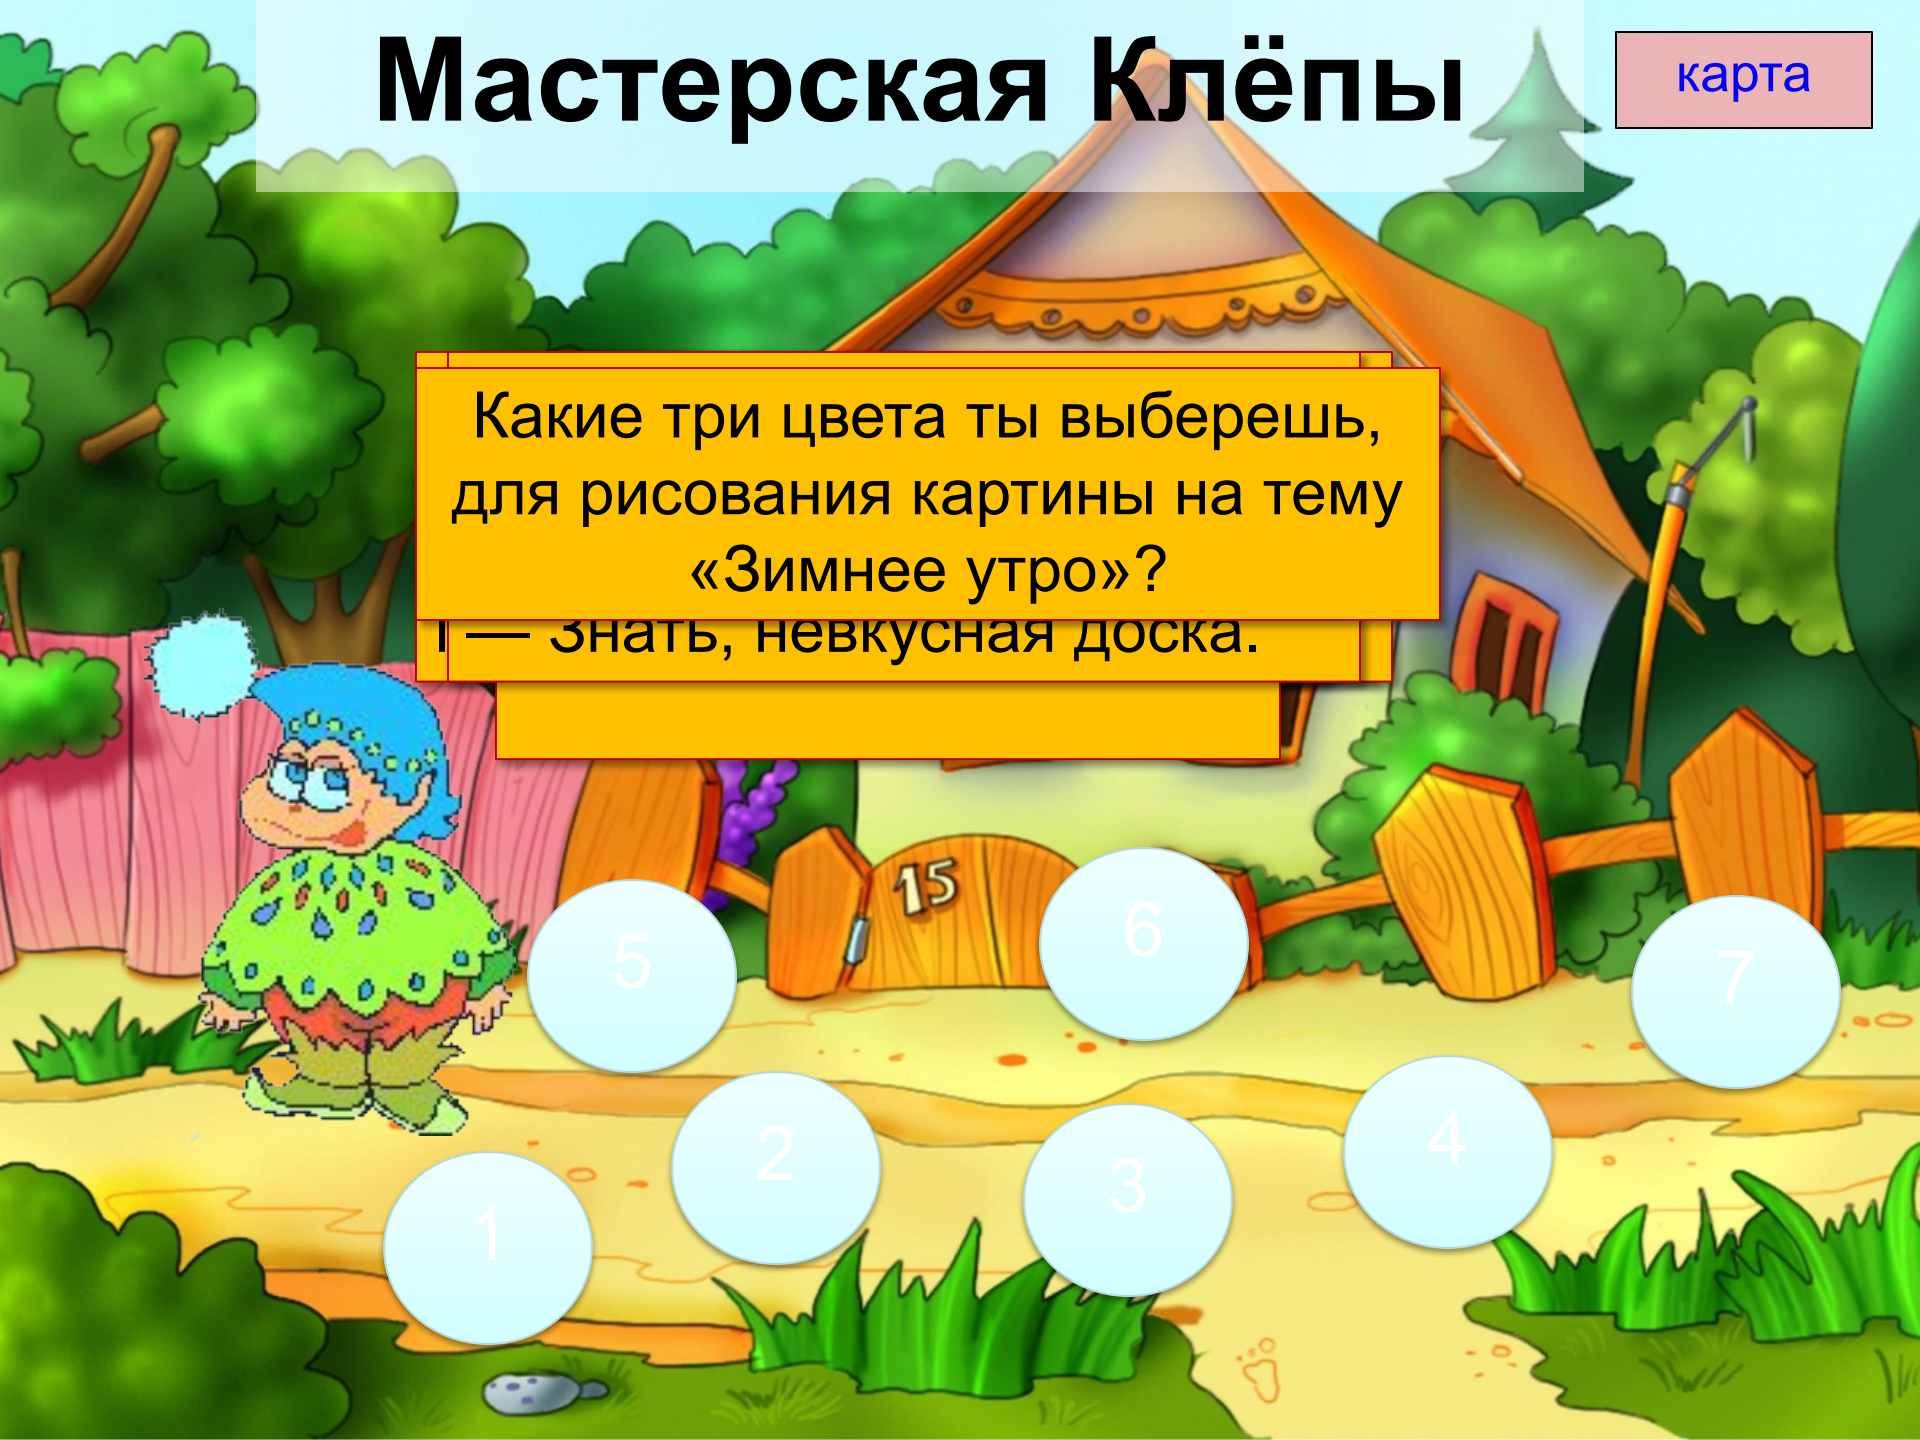 Мастерская Клёпы
карта
Какие три цвета ты выберешь,
для рисования картины на тему
«Зимнее утро»?
— Знать, невкусная доска.
15
5
6
7
2
4
3
1